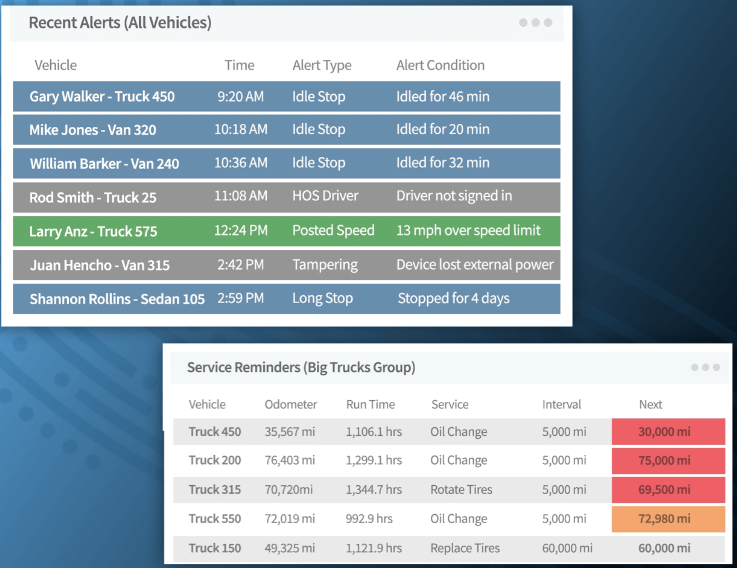 Recent Alerts (All Vehicles)
Vehicle Time Alert Type Alert Condition
Gary Walker - Truck 450 9:20 AM Idle Stop Idled for 46 min
Mike Jones - Van 320 10:18 AM Idle Stop Idled for 20 min
William Barker - Van 240 10:36 AM Idle Stop Idled for 32 min
Rod Smith - Truck 25 11:08 AM HOS Driver Driver not signed in
Larry Anz - Truck 575 12:24 PM Posted Speed 13 mph over speed limit
Juan Hencho - Van 315 2:42 PM Tampering Device lost external power
Shannon Rollins - Sedan 105 2:59 PM Long Stop Stopped for 4 days
Service Reminders (Big Trucks Group)
Vehicle Odometer Run Time Service Interval Next
Truck 450 35,567 mi 1,106.1 hrs Oil Change 5,000 mi 30,000 mi
Truck 200 76,403 mi 1,299.1 hrs Oil Change 5,000 mi 75,000 mi
Truck 315 70,720mi 1,344.7 hrs Rotate Tires 5,000 mi 69,500 mi
Truck 550 72,019 mi 992.9 hrs Oil Change 5,000 mi 72,980 mi
Truck 150 49,325 mi 1,121.9 hrs Replace Tires 60,000 mi 60,000 mi